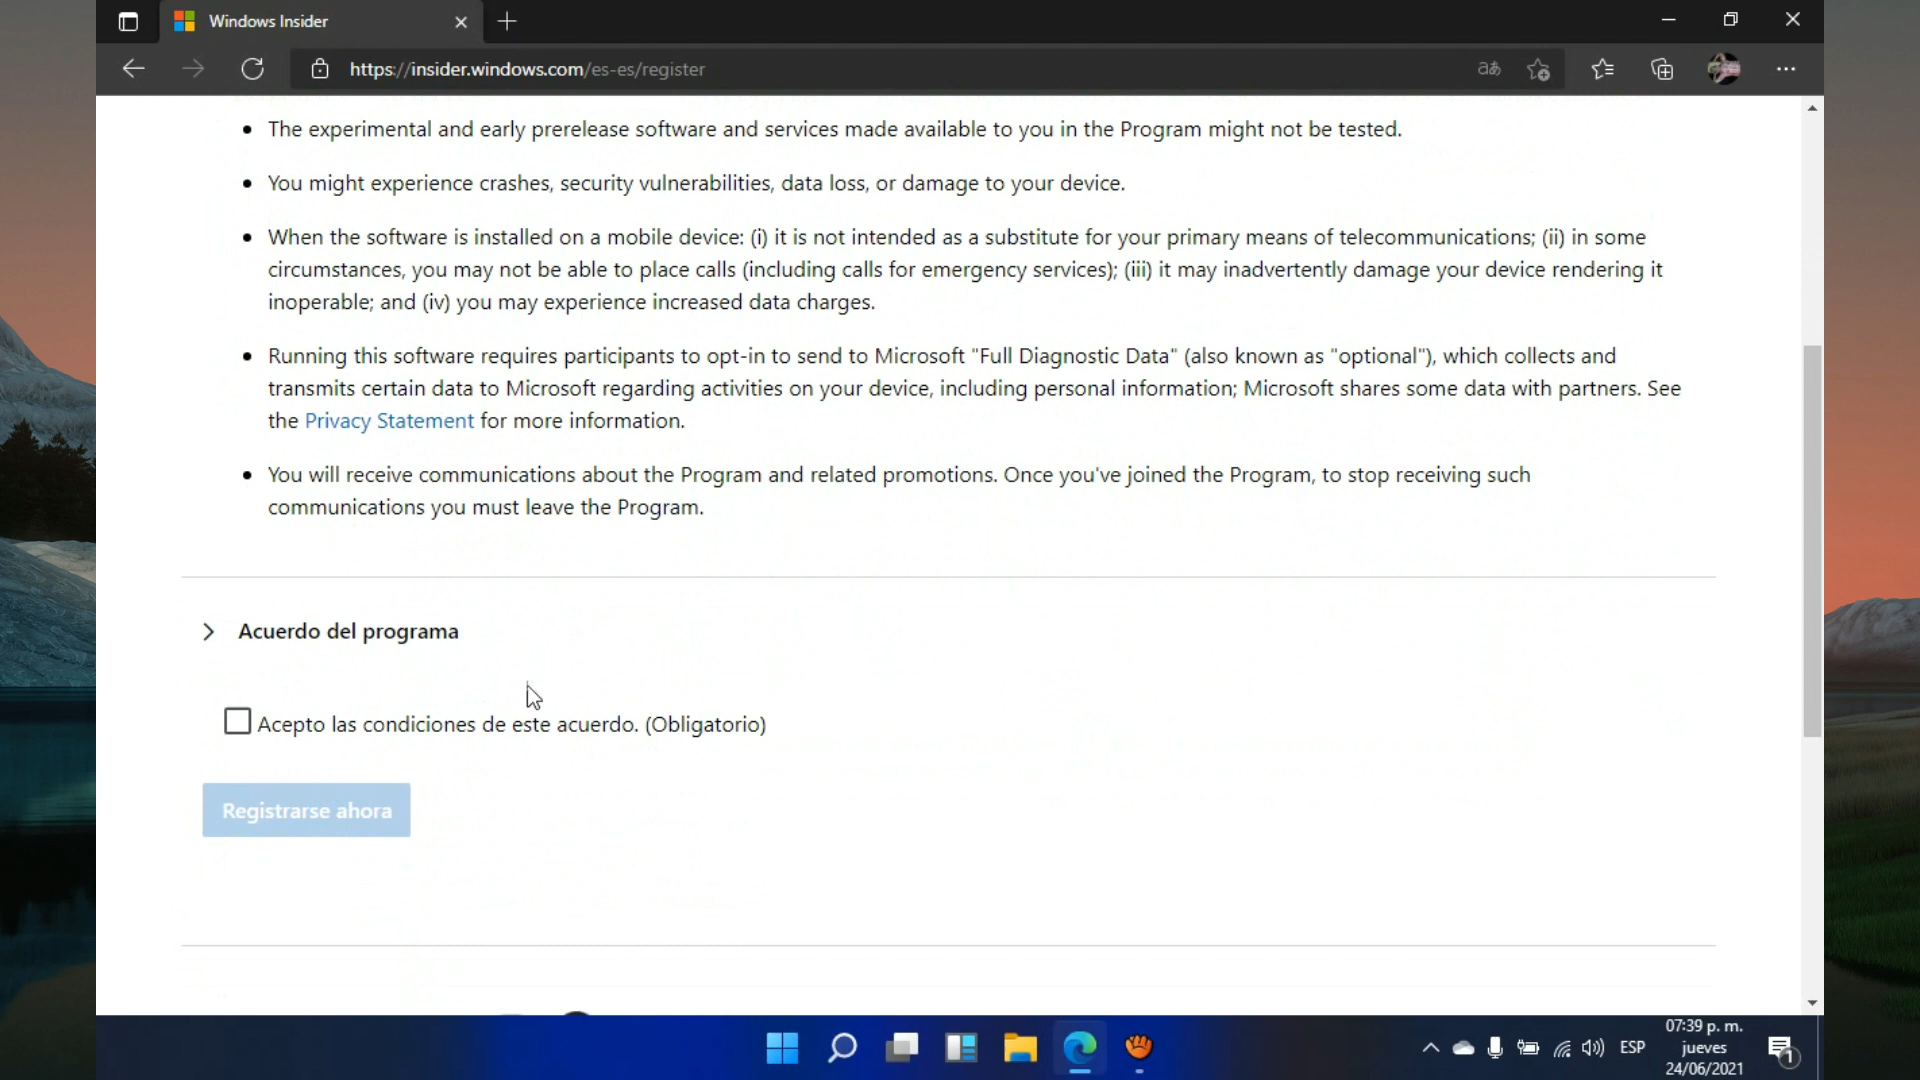 Windows Insider
https://insider.windows.com/es-es/register
aあ
The experimental and early prerelease software and services made available to you in the Program might not be tested.
You might experience crashes, security vulnerabilities, data loss, or damage to your device.
When the software is installed on a mobile device: (i) it is not intended as a substitute for your primary means of telecommunications; (ii) in some
circumstances, you may not be able to place calls (including calls for emergency services); (iii) it may inadvertently damage your device rendering it
inoperable; and (iv) you may experience increased data charges.
Running this software requires participants to opt-in to send to Microsoft "Full Diagnostic Data" (also known as "optional"), which collects and
transmits certain data to Microsoft regarding activities on your device, including personal information; Microsoft shares some data with partners. See
the Privacy Statement for more information.
You will receive communications about the Program and related promotions. Once you've joined the Program, to stop receiving such
communications you must leave the Program.
Acuerdo del programa
Acepto las condiciones de este acuerdo. (Obligatorio)
Registrarse ahora
ESP
07:39 p. m.
jueves
24/06/2021
1